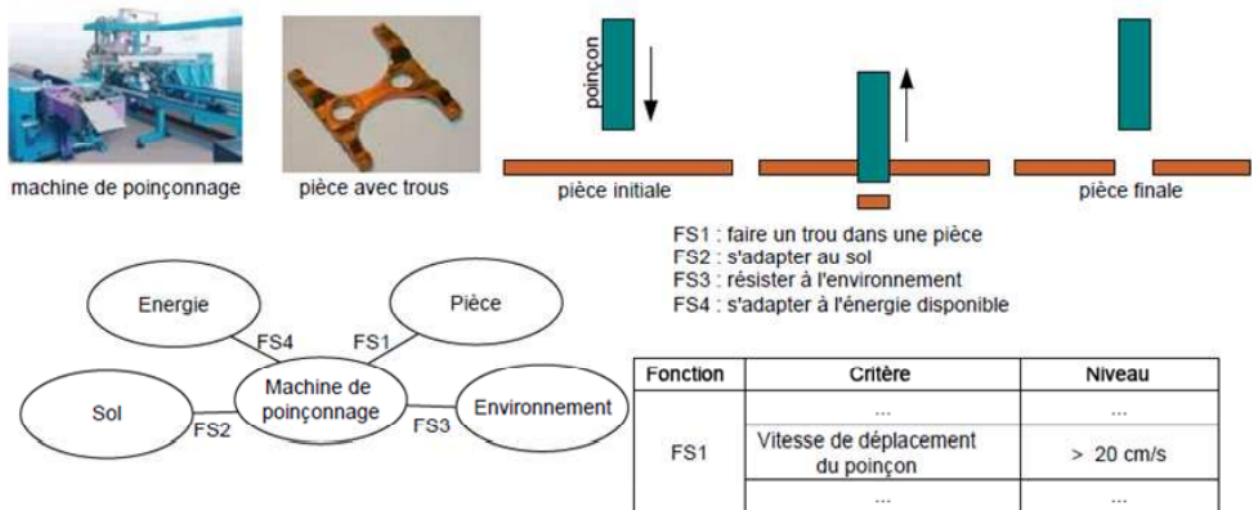 poinçon
machine de poinçonnage
pièce avec trous
pièce initiale
pièce finale
FS1 : faire un trou dans une pièce
FS2 : s'adapter au sol
FS3 : résister à l'environnement
FS4 : s'adapter à l'énergie disponible
Energie
Pièce
FS4
FS1
Machine de
poinçonnage
Sol
Environnement
FS2
FS3
Fonction Critère Niveau
... ...
FS1
Vitesse de déplacement
du poinçon
> 20 cm/s
... ...